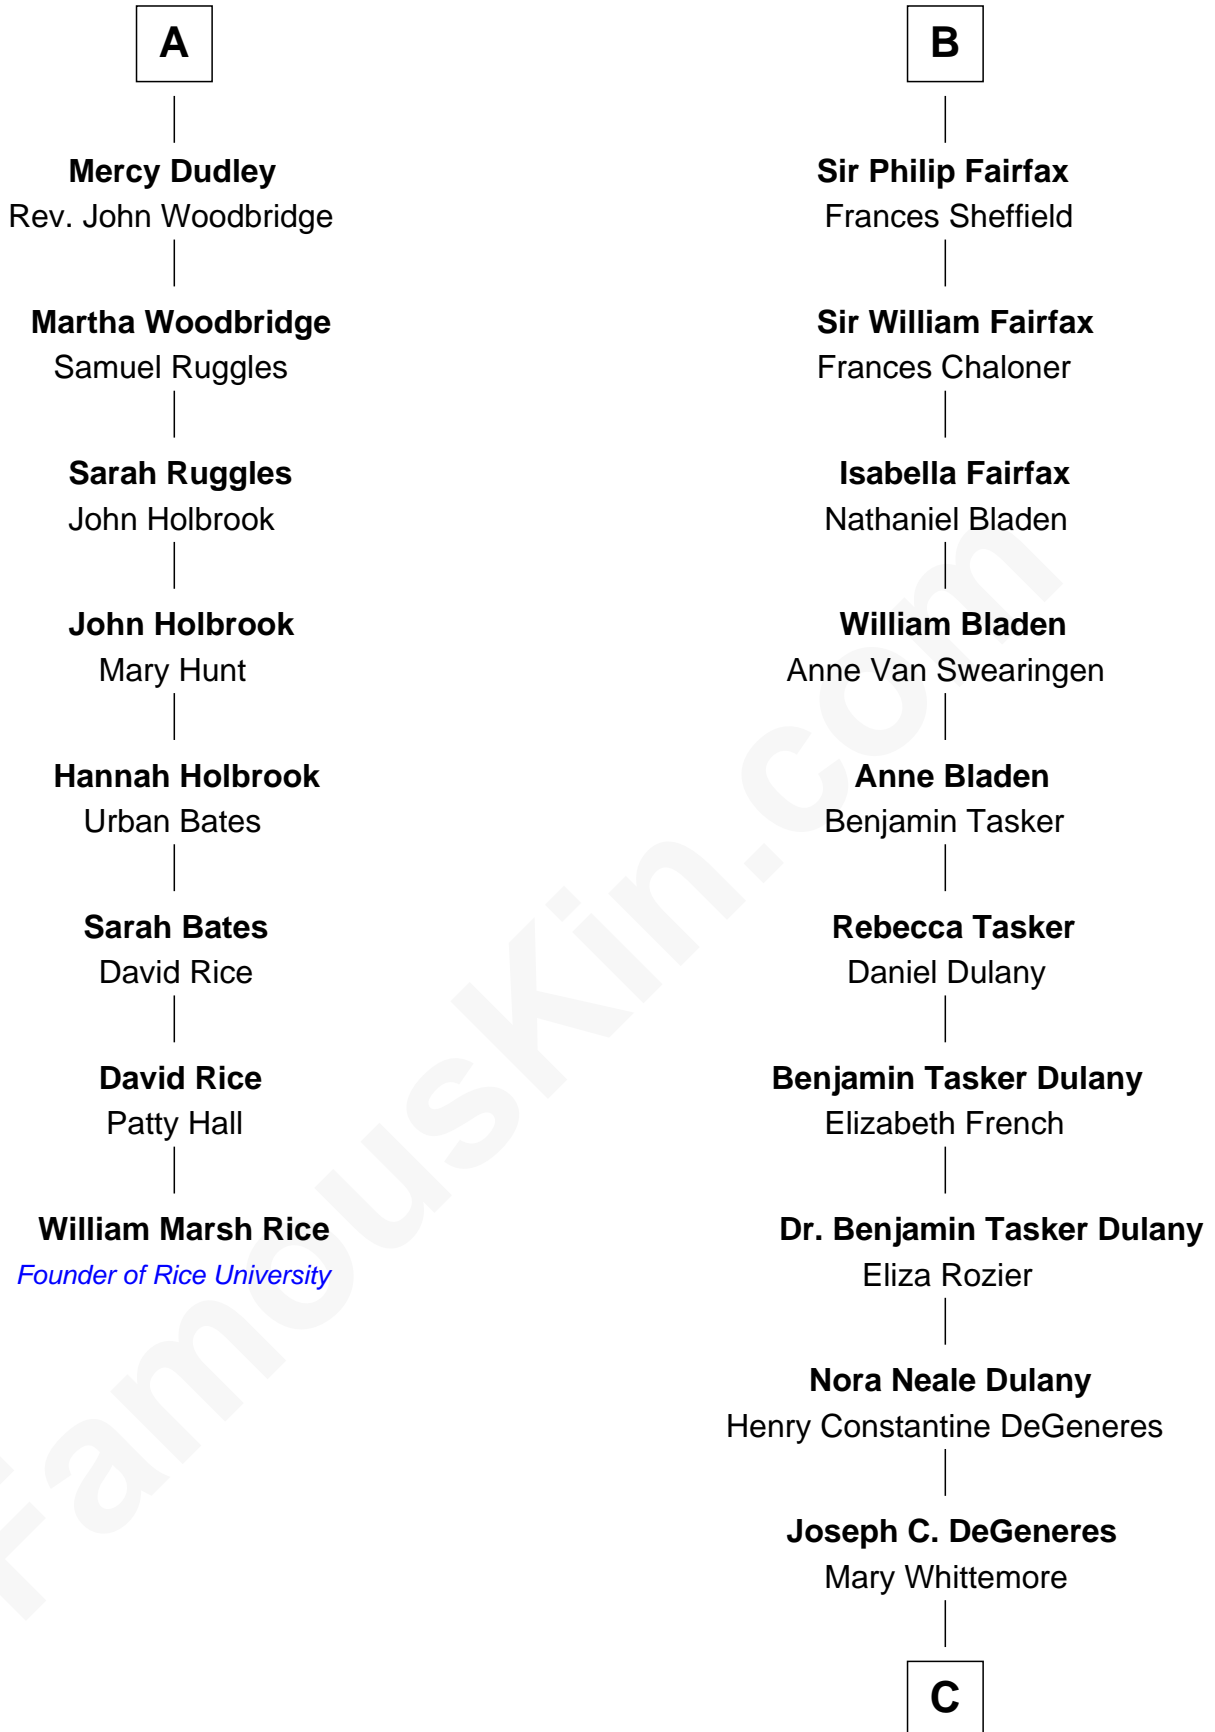 A
Mercy Dudley
Rev. John Woodbridge
Martha Woodbridge
Samuel Ruggles
Sarah Ruggles
John Holbrook
John Holbrook
Mary Hunt
Hannah Holbrook
Urban Bates
Sarah Bates
David Rice
David Rice
Patty Hall
William Marsh Rice
Founder of Rice University
B
Sir Philip Fairfax
Frances Sheffield
Sir William Fairfax
Frances Chaloner
Isabella Fairfax
Nathaniel Bladen
William Bladen
Anne Van Swearingen
Anne Bladen
Benjamin Tasker
Rebecca Tasker
Daniel Dulany
Benjamin Tasker Dulany
Elizabeth French
Dr. Benjamin Tasker Dulany
Eliza Rozier
Nora Neale Dulany
Henry Constantine DeGeneres
Joseph C. DeGeneres
Mary Whittemore
C
FamousKin.com